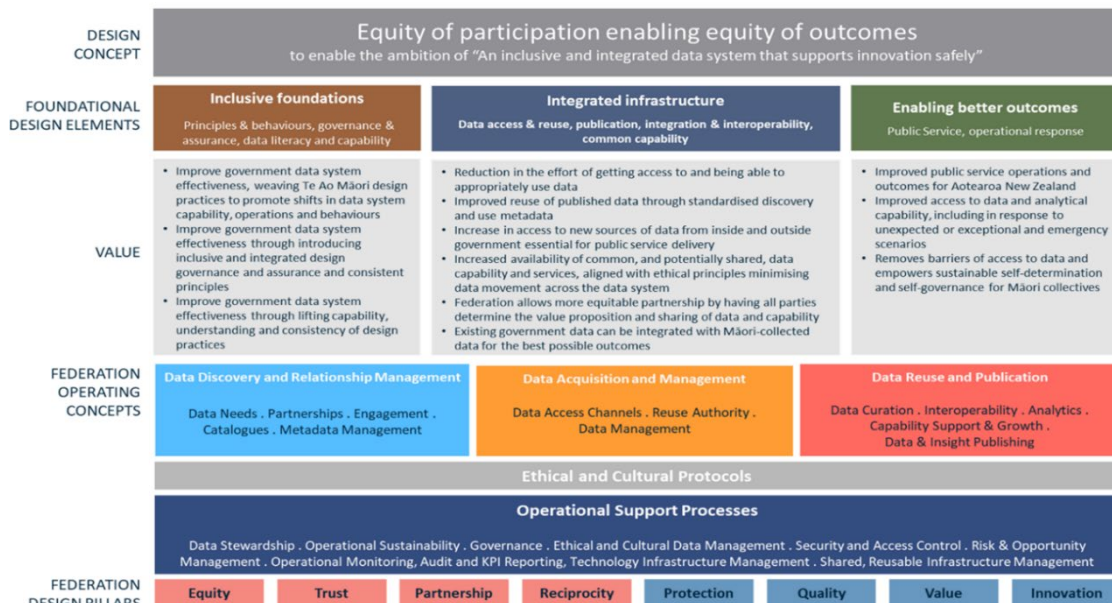 DESIGN
CONCEPT
Equity of participation enabling equity of outcomes
to enable the ambition of “An inclusive and integrated data system that supports innovation safely”
FOUNDATIONAL
DESIGN ELEMENTS
Inclusive foundations
Principles & behaviours, governance &
assurance, data literacy and capability
Integrated infrastructure
Data access & reuse, publication, integration & interoperability,
common capability
Enabling better outcomes
Public Service, operational response
VALUE
• Improve government data system
effectiveness, weaving Te Ao Māori design
practices to promote shifts in data system
capability, operations and behaviours
• Improve government data system
effectiveness through introducing
inclusive and integrated design
governance and assurance and consistent
principles
• Improve government data system
effectiveness through lifting capability,
understanding and consistency of design
practices
• Reduction in the effort of getting access to and being able to
appropriately use data
• Improved reuse of published data through standardised discovery
and use metadata
• Increase in access to new sources of data from inside and outside
government essential for public service delivery
• Increased availability of common, and potentially shared, data
capability and services, aligned with ethical principles minimising
data movement across the data system
• Federation allows more equitable partnership by having all parties
determine the value proposition and sharing of data and capability
• Existing government data can be integrated with Māori-collected
data for the best possible outcomes
• Improved public service operations and
outcomes for Aotearoa New Zealand
• Improved access to data and analytical
capability, including in response to
unexpected or exceptional and emergency
scenarios
• Removes barriers of access to data and
empowers sustainable self-determination
and self-governance for Māori collectives
FEDERATION
OPERATING
CONCEPTS
Data Discovery and Relationship Management
Data Needs . Partnerships . Engagement .
Catalogues . Metadata Management
Data Acquisition and Management
Data Access Channels . Reuse Authority .
Data Management
Data Reuse and Publication
Data Curation . Interoperability . Analytics .
Capability Support & Growth .
Data & Insight Publishing
Ethical and Cultural Protocols
Operational Support Processes
Data Stewardship . Operational Sustainability . Governance . Ethical and Cultural Data Management . Security and Access Control . Risk & Opportunity
Management . Operational Monitoring, Audit and KPI Reporting, Technology Infrastructure Management . Shared, Reusable Infrastructure Management
FEDERATION
DESIGN PILLARS
Equity
Trust
Partnership
Reciprocity
Protection
Quality
Value
Innovation